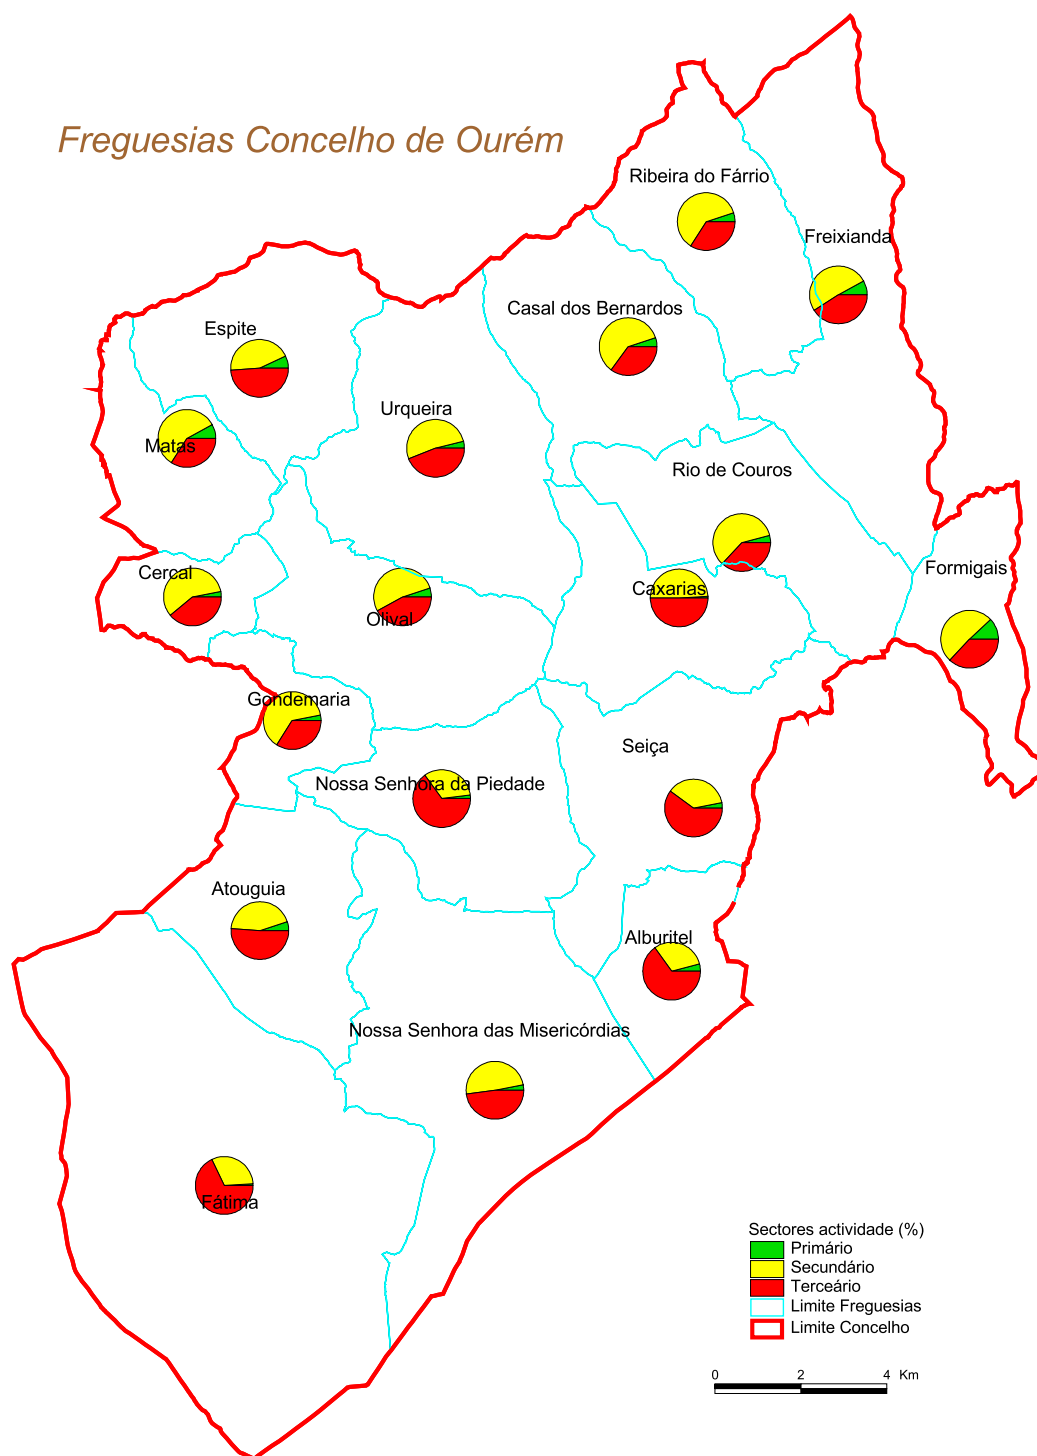 Freguesias Concelho de Ourém
Ribeira do Fárrio
Freixianda
Casal dos Bernardos
Espite
Urqueira
Matas
Rio de Couros
Cercal
Formigais
Caxarias
Olival
Gondemaria
Seiça
Nossa Senhora da Piedade
Atouguia
Alburitel
Nossa Senhora das Misericórdias
Fátima
Sectores actividade (%)
Primário
Secundário
Terceário
Limite Freguesias
Limite Concelho
0 2 4 Km